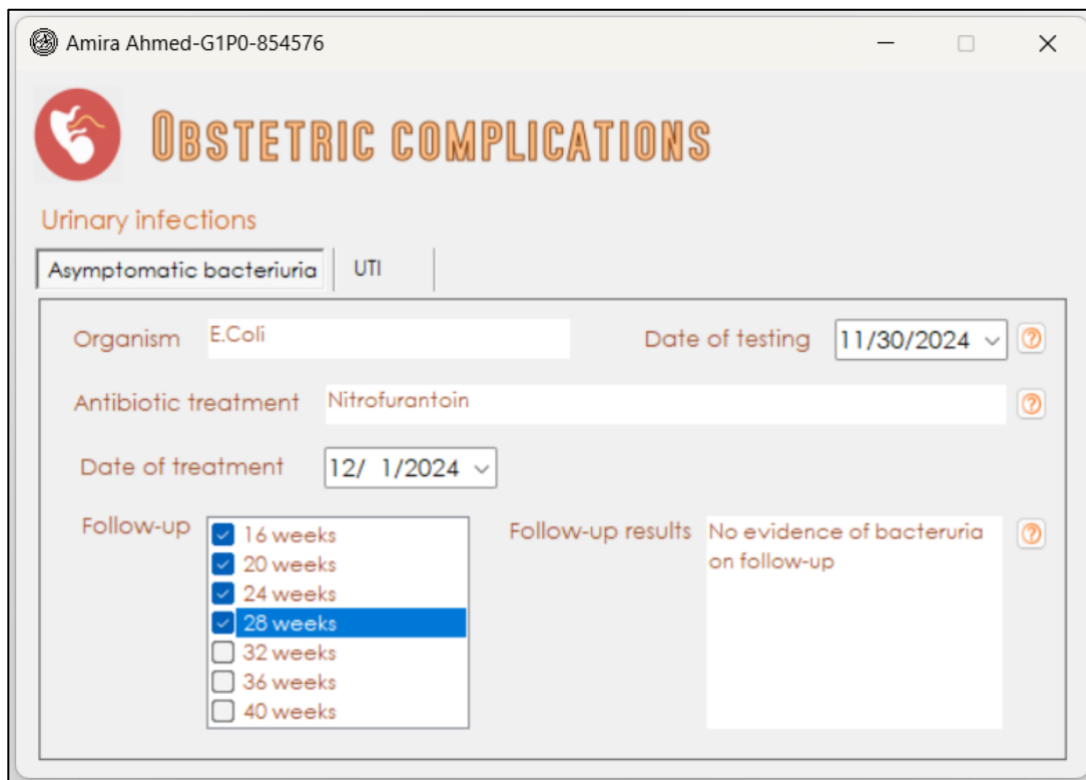 Amira Ahmed-G1P0-854576
OBSTETRIC COMPLICATIONS
Urinary infections
Asymptomatic bacteriuria UTI
Organism E.Coli Date of testing 11/30/2024
Antibiotic treatment Nitrofurantoin
Date of treatment 12/ 1/2024
Follow-up
16 weeks
20 weeks
24 weeks
28 weeks
32 weeks
36 weeks
40 weeks
Follow-up results
No evidence of bacteruria
on follow-up